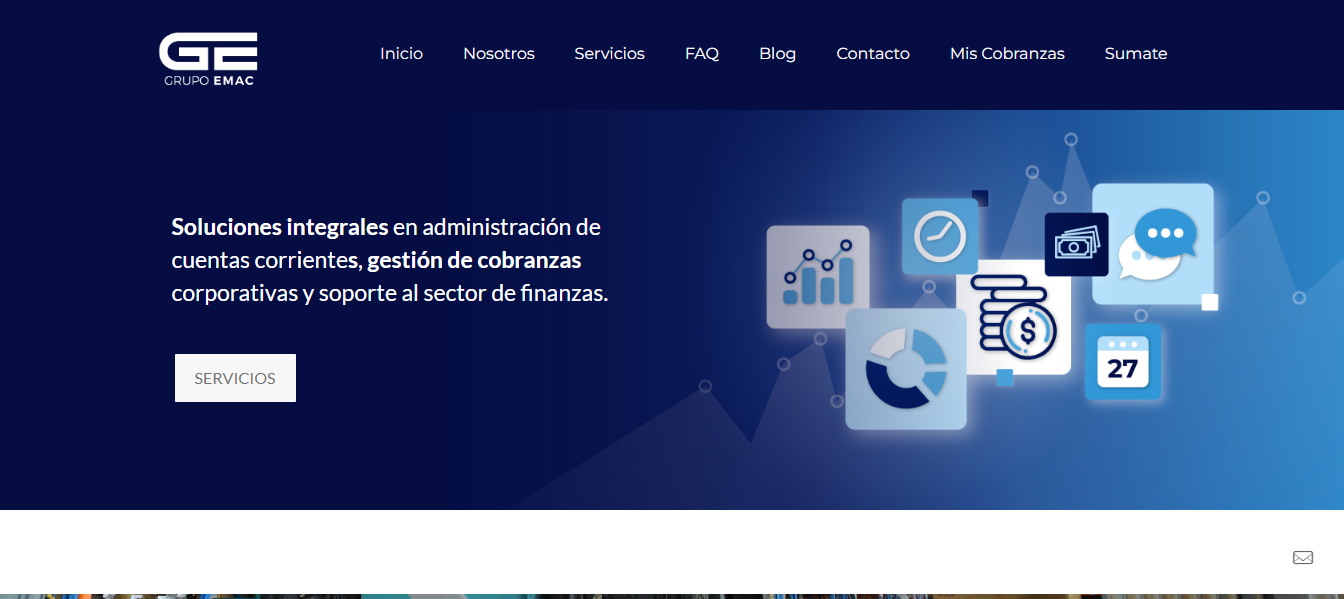 GE
GRUPO EMAC
Inicio
Nosotros
Servicios
FAQ
Blog
Contacto
Mis Cobranzas
Sumate
Soluciones integrales en administración de
cuentas corrientes, gestión de cobranzas
corporativas y soporte al sector de finanzas.
SERVICIOS
$
27